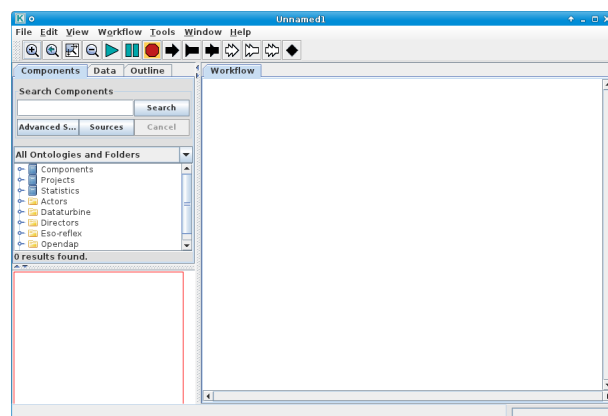 Unnamed1
File Edit View Workflow Tools Window Help
Components Data Outline
Workflow
Search Components
Search
Advanced S... Sources Cancel
All Ontologies and Folders
Components
Projects
Statistics
Actors
Dataturbine
Directors
Eso-reflex
Opendap
0 results found.